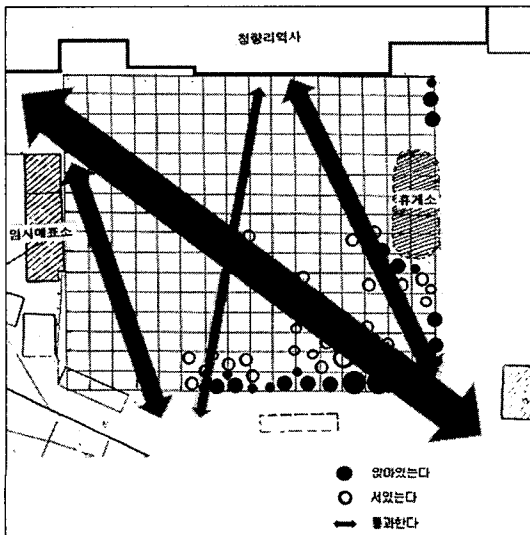 청량리역사
휴게소
임시매표소
앉아있는다
서있는다
통과한다